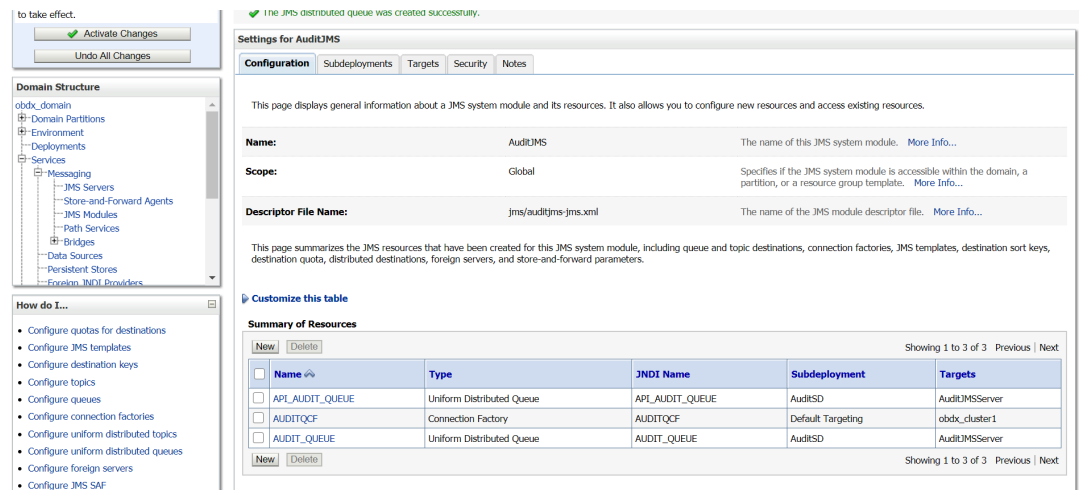 to take effect.
Activate Changes
Undo All Changes
Domain Structure
obdx_domain
Domain Partitions
Environment
Deployments
Services
Messaging
JMS Servers
Store-and-Forward Agents
JMS Modules
Path Services
Bridges
Data Sources
Persistent Stores
Foreign JNDI Providers
How do I...
Configure quotas for destinations
Configure JMS templates
Configure destination keys
Configure topics
Configure queues
Configure connection factories
Configure uniform distributed topics
Configure uniform distributed queues
Configure foreign servers
Configure JMS SAF
The JMS distributed queue was created successfully.
Settings for AuditJMS
Configuration Subdeployments Targets Security Notes
This page displays general information about a JMS system module and its resources. It also allows you to configure new resources and access existing resources.
Name: AuditJMS The name of this JMS system module. More Info...
Scope: Global Specifies if the JMS system module is accessible within the domain, a
partition, or a resource group template. More Info...
Descriptor File Name: jms/auditjms-jms.xml The name of the JMS module descriptor file. More Info...
This page summarizes the JMS resources that have been created for this JMS system module, including queue and topic destinations, connection factories, JMS templates, destination sort keys,
destination quota, distributed destinations, foreign servers, and store-and-forward parameters.
Customize this table
Summary of Resources
New Delete Showing 1 to 3 of 3 Previous | Next
Name Type JNDI Name Subdeployment Targets
API_AUDIT_QUEUE Uniform Distributed Queue API_AUDIT_QUEUE AuditSD AuditJMSServer
AUDITQCF Connection Factory AUDITQCF Default Targeting obdx_cluster1
AUDIT_QUEUE Uniform Distributed Queue AUDIT_QUEUE AuditSD AuditJMSServer
New Delete Showing 1 to 3 of 3 Previous | Next